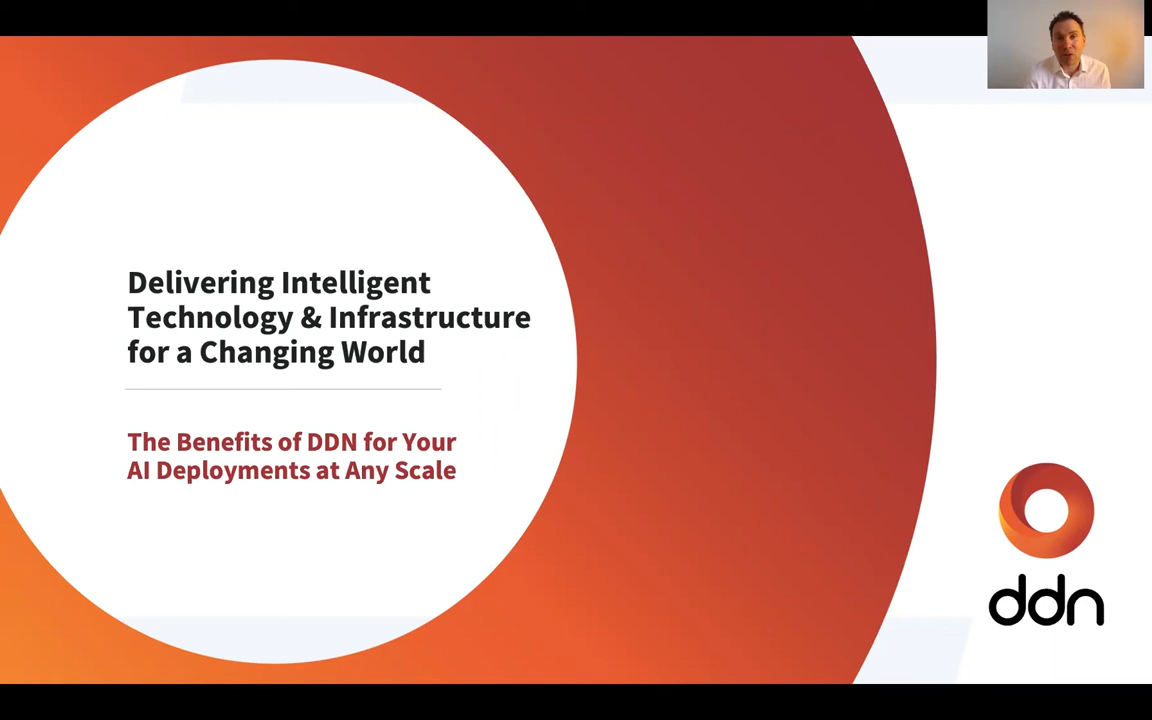 Delivering Intelligent
Technology & Infrastructure
for a Changing World
The Benefits of DDN for Your
AI Deployments at Any Scale
ddn